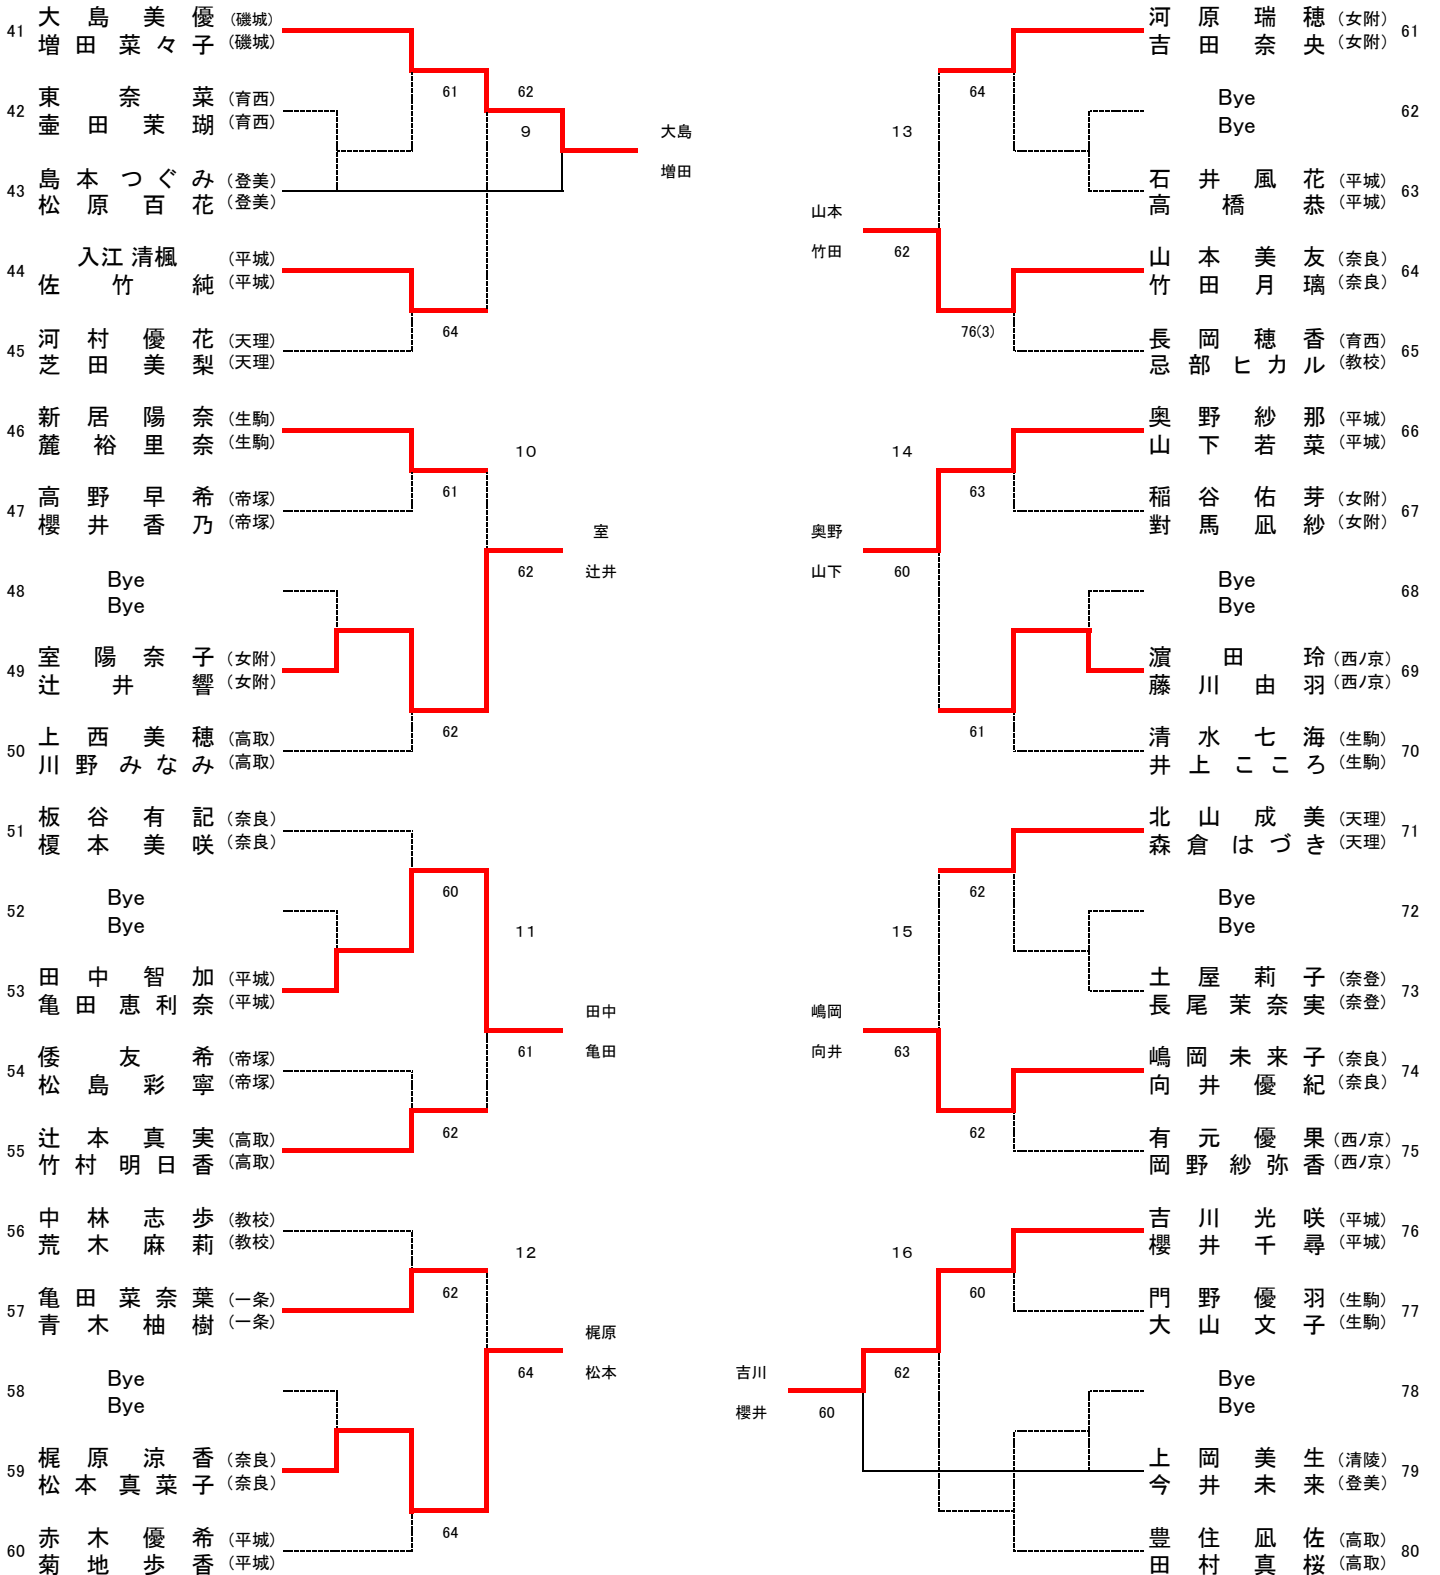 41 大島美優 (磯城)
増田菜々子 (磯城)
42 東奈菜 (育西)
壷田茉瑚 (育西)
43 島本つぐみ (登美)
松原百花 (登美)
44 入江 清楓 (平城)
佐竹純 (平城)
45 河村優花 (天理)
芝田美梨 (天理)
61
62
9
大島
増田
64
46 新居陽奈 (生駒)
麓裕里奈 (生駒)
47 高野早希 (帝塚)
櫻井香乃 (帝塚)
48 Bye
Bye
49 室陽奈子 (女附)
辻井響 (女附)
50 上西美穂 (高取)
川野みなみ (高取)
10
61
室
62
辻井
62
51 板谷有記 (奈良)
榎本美咲 (奈良)
52 Bye
Bye
53 田中智加 (平城)
亀田恵利奈 (平城)
54 倭友希 (帝塚)
松島彩寧 (帝塚)
55 辻本真実 (高取)
竹村明日香 (高取)
60
11
田中
61
亀田
62
56 中林志歩 (教校)
荒木麻莉 (教校)
57 亀田菜奈葉 (一条)
青木柚樹 (一条)
58 Bye
Bye
59 梶原涼香 (奈良)
松本真菜子 (奈良)
60 赤木優希 (平城)
菊地歩香 (平城)
12
62
梶原
64
松本
64
河原瑞穂 (女附) 61
吉田奈央 (女附)
Bye 62
Bye
石井風花 (平城) 63
高橋恭 (平城)
山本美友 (奈良) 64
竹田月璃 (奈良)
長岡穂香 (育西) 65
忌部ヒカル (教校)
64
13
山本
竹田
62
76(3)
奥野紗那 (平城) 66
山下若菜 (平城)
稲谷佑芽 (女附) 67
對馬凪紗 (女附)
Bye 68
Bye
濵田玲 (西ノ京) 69
藤川由羽 (西ノ京)
清水七海 (生駒) 70
井上こころ (生駒)
14
63
奥野
山下
60
61
北山成美 (天理) 71
森倉はづき (天理)
Bye 72
Bye
土屋莉子 (奈登) 73
長尾茉奈実 (奈登)
嶋岡未来子 (奈良) 74
向井優紀 (奈良)
有元優果 (西ノ京) 75
岡野紗弥香 (西ノ京)
62
15
嶋岡
向井
63
62
吉川光咲 (平城) 76
櫻井千尋 (平城)
門野優羽 (生駒) 77
大山文子 (生駒)
Bye 78
Bye
上岡美生 (清陵) 79
今井未来 (登美)
豊住凪佐 (高取) 80
田村真桜 (高取)
16
60
62
吉川
櫻井
60